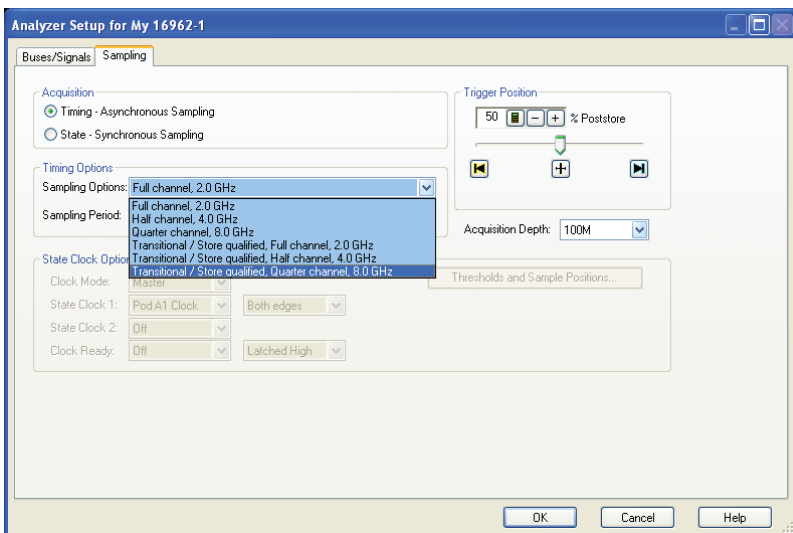 Analyzer Setup for My 16962-1
Buses/Signals
Sampling
Acquisition
Timing - Asynchronous Sampling
State - Synchronous Sampling
Trigger Position
50
% Poststore
Timing Options
Sampling Options: Full channel, 2.0 GHz
Full channel, 2.0 GHz
Half channel, 4.0 GHz
Quarter channel, 8.0 GHz
Transitional / Store qualified, Full channel, 2.0 GHz
Transitional / Store qualified, Half channel, 4.0 GHz
Transitional / Store qualified, Quarter channel, 8.0 GHz
Sampling Period:
Acquisition Depth: 100M
State Clock Option
Clock Mode: Master
Thresholds and Sample Positions...
State Clock 1: Pod A1 Clock Both edges
State Clock 2: Off
Clock Ready: Off Latched High
OK
Cancel
Help